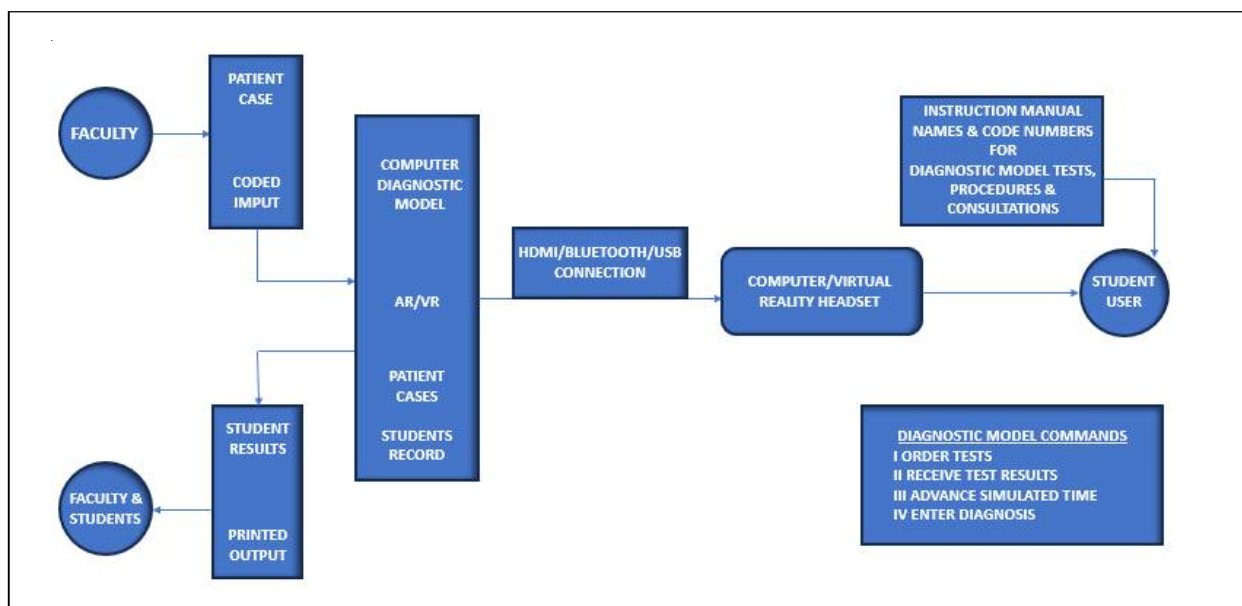 FACULTY
PATIENT
CASE
CODED
IMPUT
COMPUTER
DIAGNOSTIC
MODEL
AR/VR
PATIENT
CASES
STUDENTS
RECORD
HDMI/BLUETOOTH/USB
CONNECTION
COMPUTER/VIRTUAL
REALITY HEADSET
INSTRUCTION MANUAL
NAMES & CODE NUMBERS
FOR
DIAGNOSTIC MODEL TESTS,
PROCEDURES &
CONSULTATIONS
STUDENT
USER
STUDENT
RESULTS
PRINTED
OUTPUT
FACULTY &
STUDENTS
DIAGNOSTIC MODEL COMMANDS
I ORDER TESTS
II RECEIVE TEST RESULTS
III ADVANCE SIMULATED TIME
IV ENTER DIAGNOSIS